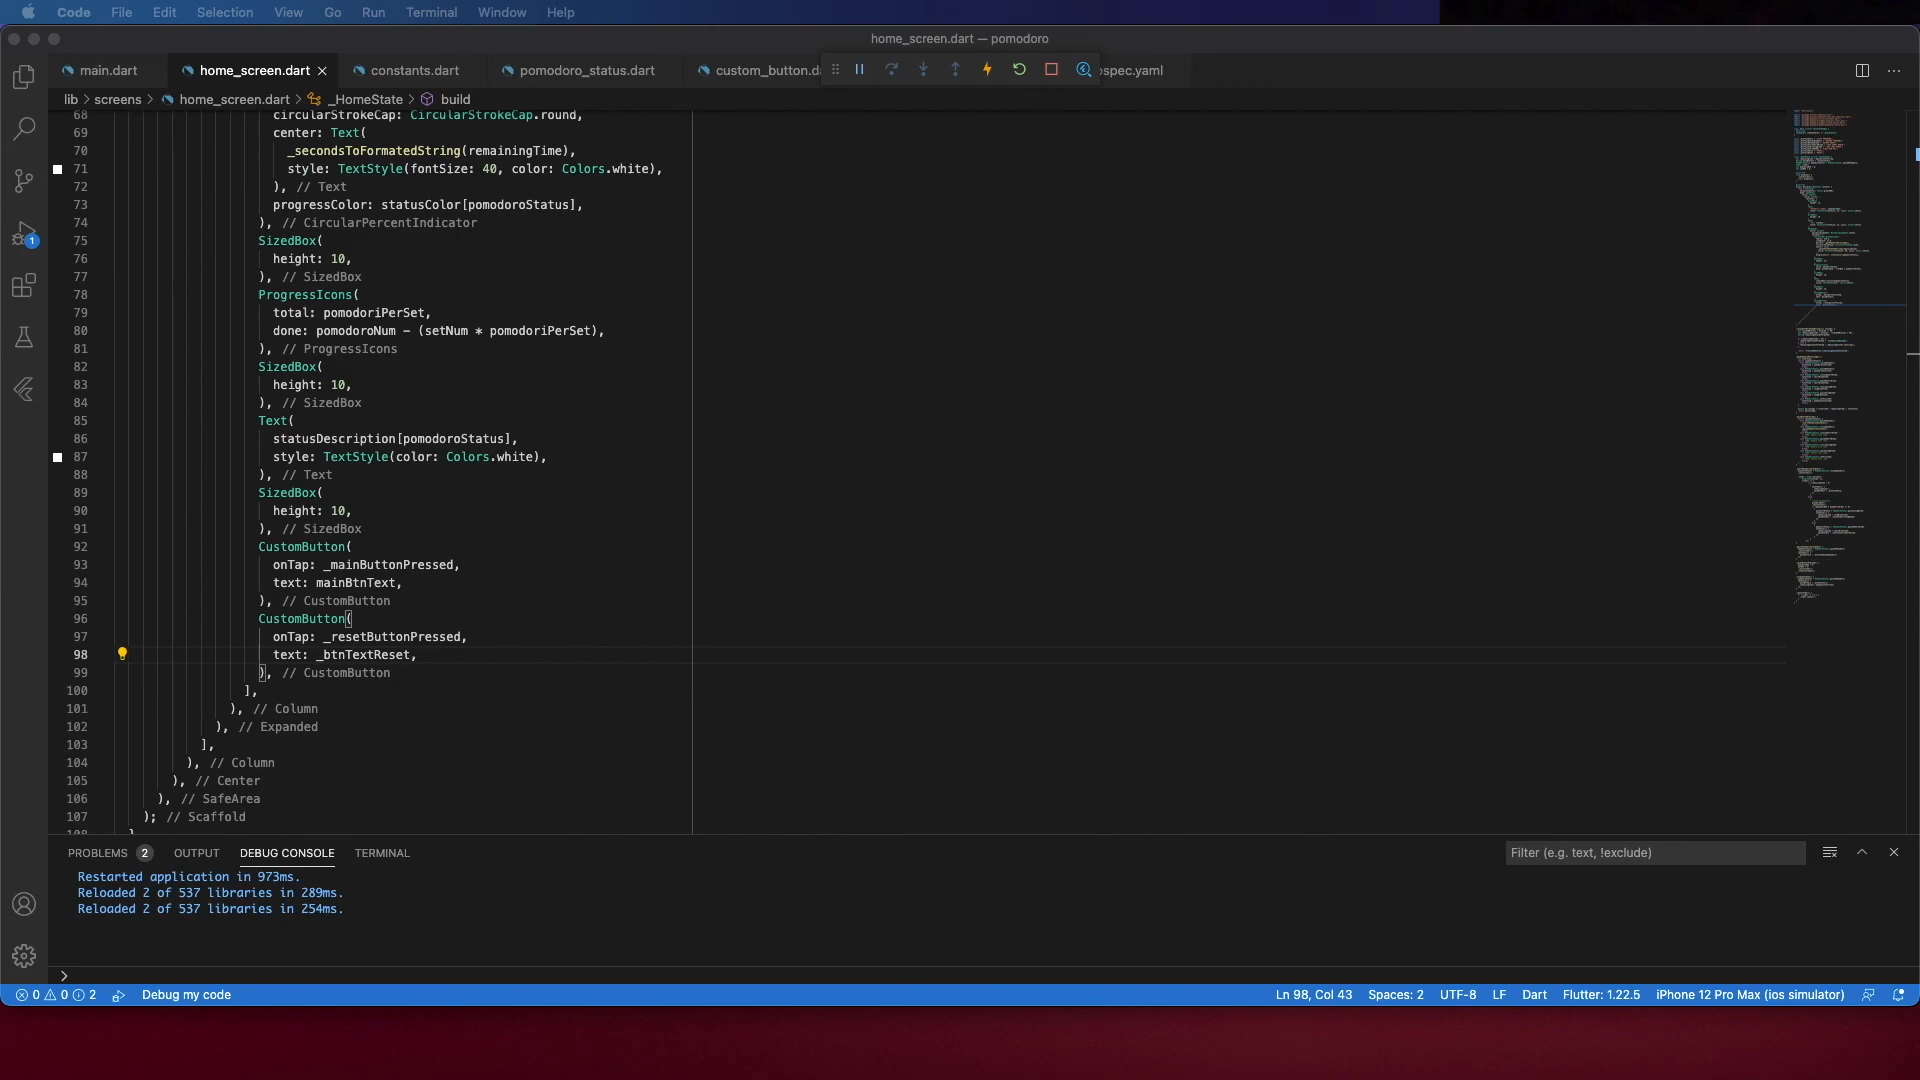 Code File Edit Selection View Go Run Terminal Window Help
home_screen.dart — pomodoro
main.dart home_screen.dart constants.dart pomodoro_status.dart custom_button.da ospec.yaml
lib > screens > home_screen.dart > _HomeState > build
68 circularStrokeCap: CircularStrokeCap.round,
69 center: Text(
70 _secondsToFormatedString(remainingTime),
71 style: TextStyle(fontSize: 40, color: Colors.white),
72 ), // Text
73 progressColor: statusColor[pomodoroStatus],
74 ), // CircularPercentIndicator
75 SizedBox(
76 height: 10,
77 ), // SizedBox
78 ProgressIcons(
79 total: pomodoriPerSet,
80 done: pomodoroNum - (setNum * pomodoriPerSet),
81 ), // ProgressIcons
82 SizedBox(
83 height: 10,
84 ), // SizedBox
85 Text(
86 statusDescription[pomodoroStatus],
87 style: TextStyle(color: Colors.white),
88 ), // Text
89 SizedBox(
90 height: 10,
91 ), // SizedBox
92 CustomButton(
93 onTap: _mainButtonPressed,
94 text: mainBtnText,
95 ), // CustomButton
96 CustomButton(
97 onTap: _resetButtonPressed,
98 text: _btnTextReset,
99 ), // CustomButton
100 ],
101 ), // Column
102 ), // Expanded
103 ],
104 ), // Column
105 ), // Center
106 ), // SafeArea
107 ); // Scaffold
108 }
PROBLEMS 2 OUTPUT DEBUG CONSOLE TERMINAL Filter (e.g. text, !exclude)
Restarted application in 973ms.
Reloaded 2 of 537 libraries in 289ms.
Reloaded 2 of 537 libraries in 254ms.
>
1
0 0 2 Debug my code Ln 98, Col 43 Spaces: 2 UTF-8 LF Dart Flutter: 1.22.5 iPhone 12 Pro Max (ios simulator)